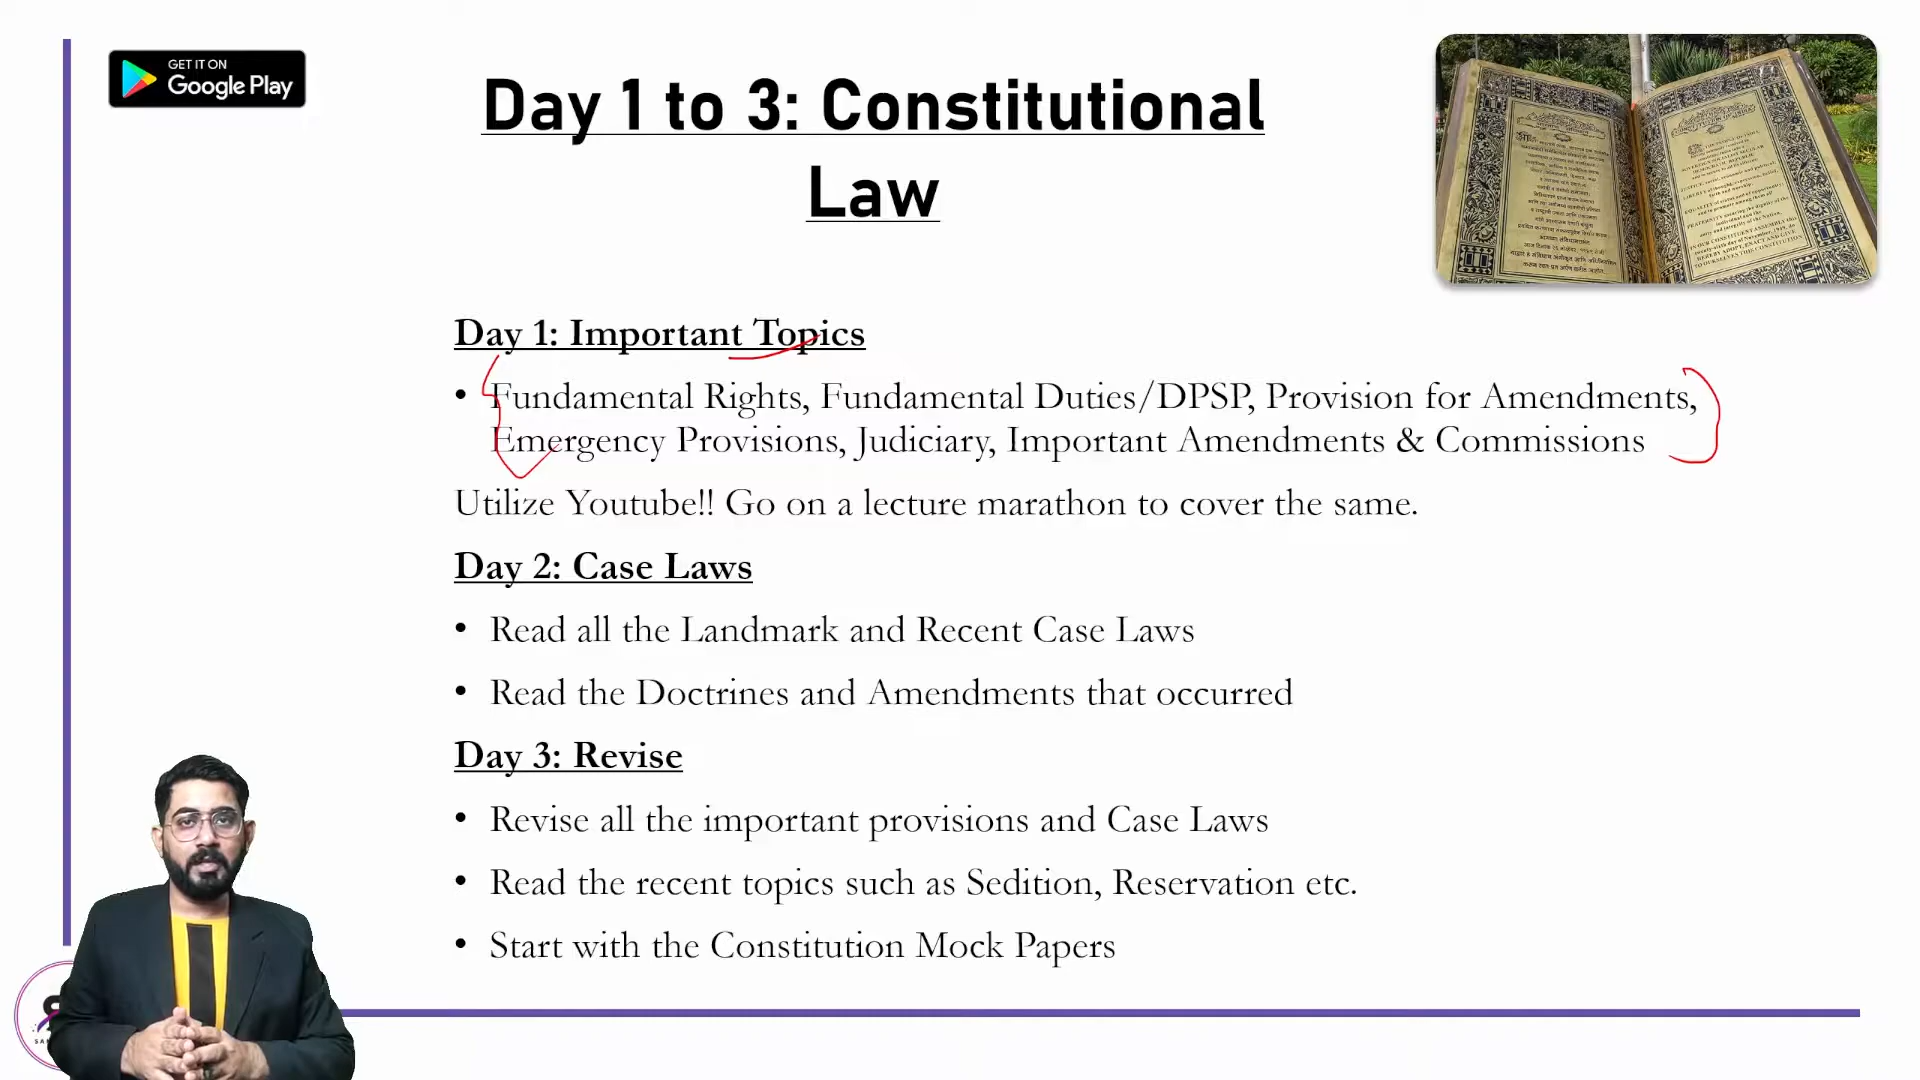 GET IT ON
Google Play
Day 1 to 3: Constitutional
Law
Day 1: Important Topics
• Fundamental Rights, Fundamental Duties/DPSP, Provision for Amendments,
Emergency Provisions, Judiciary, Important Amendments & Commissions
Utilize Youtube!! Go on a lecture marathon to cover the same.
Day 2: Case Laws
• Read all the Landmark and Recent Case Laws
• Read the Doctrines and Amendments that occurred
Day 3: Revise
• Revise all the important provisions and Case Laws
• Read the recent topics such as Sedition, Reservation etc.
• Start with the Constitution Mock Papers